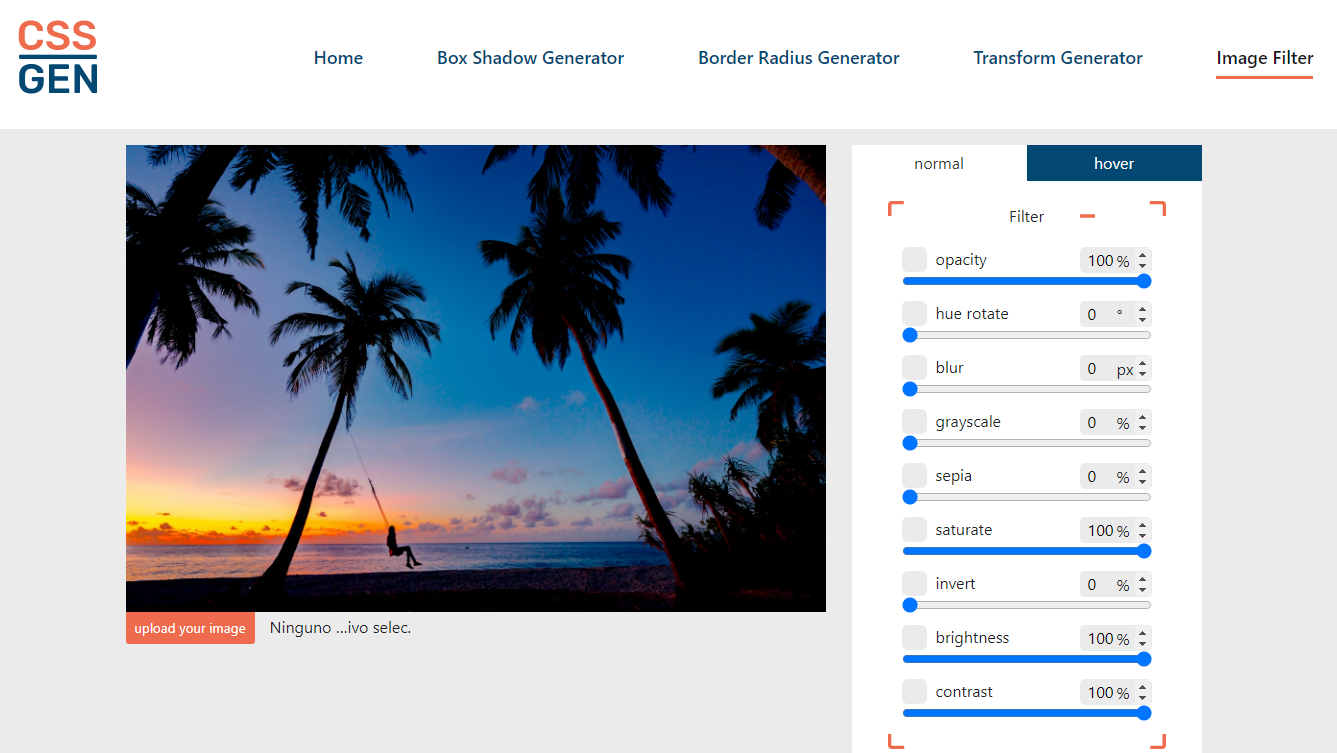 CSS
GEN
Home
Box Shadow Generator
Border Radius Generator
Transform Generator
Image Filter
normal
hover
Filter
opacity
100 %
hue rotate
0 °
blur
0 px
grayscale
0 %
sepia
0 %
saturate
100 %
invert
0 %
brightness
100 %
contrast
100 %
upload your image
Ninguno ...ivo selec.